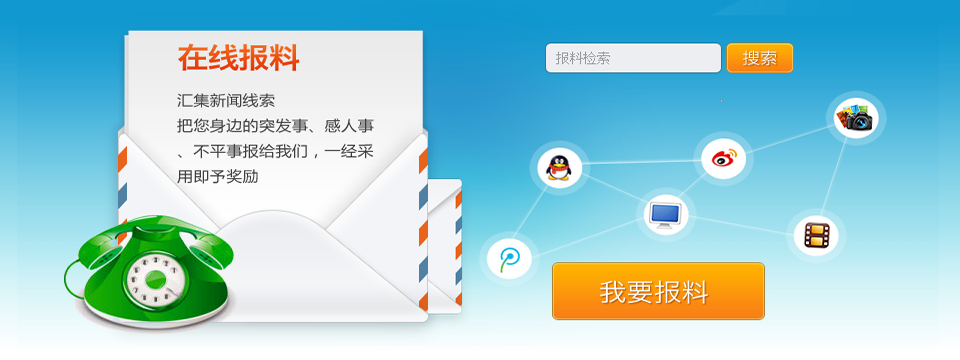 在线报料
汇集新闻线索
把您身边的突发事、感人事
、不平事报给我们，一经采
用即予奖励
报料检索
搜索
我要报料